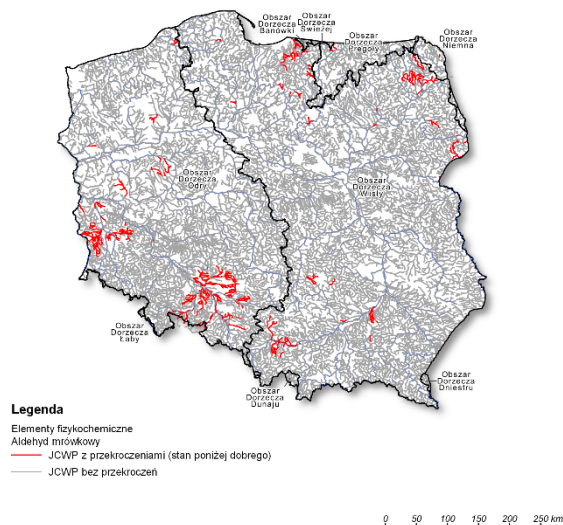 Obszar
Dorzecza
Banówki
Obszar
Dorzecza
Świeżej
Obszar
Dorzecza
Pregoły
Obszar
Dorzecza
Niemna
Obszar
Dorzecza
Odry
Obszar
Dorzecza
Wisły
Obszar
Dorzecza
Łaby
Obszar
Dorzecza
Dunaju
Obszar
Dorzecza
Dniestru
Legenda
Elementy fizykochemiczne
Aldehyd mrówkowy
JCWP z przekroczeniami (stan poniżej dobrego)
JCWP bez przekroczeń
0 50 100 150 200 250 km